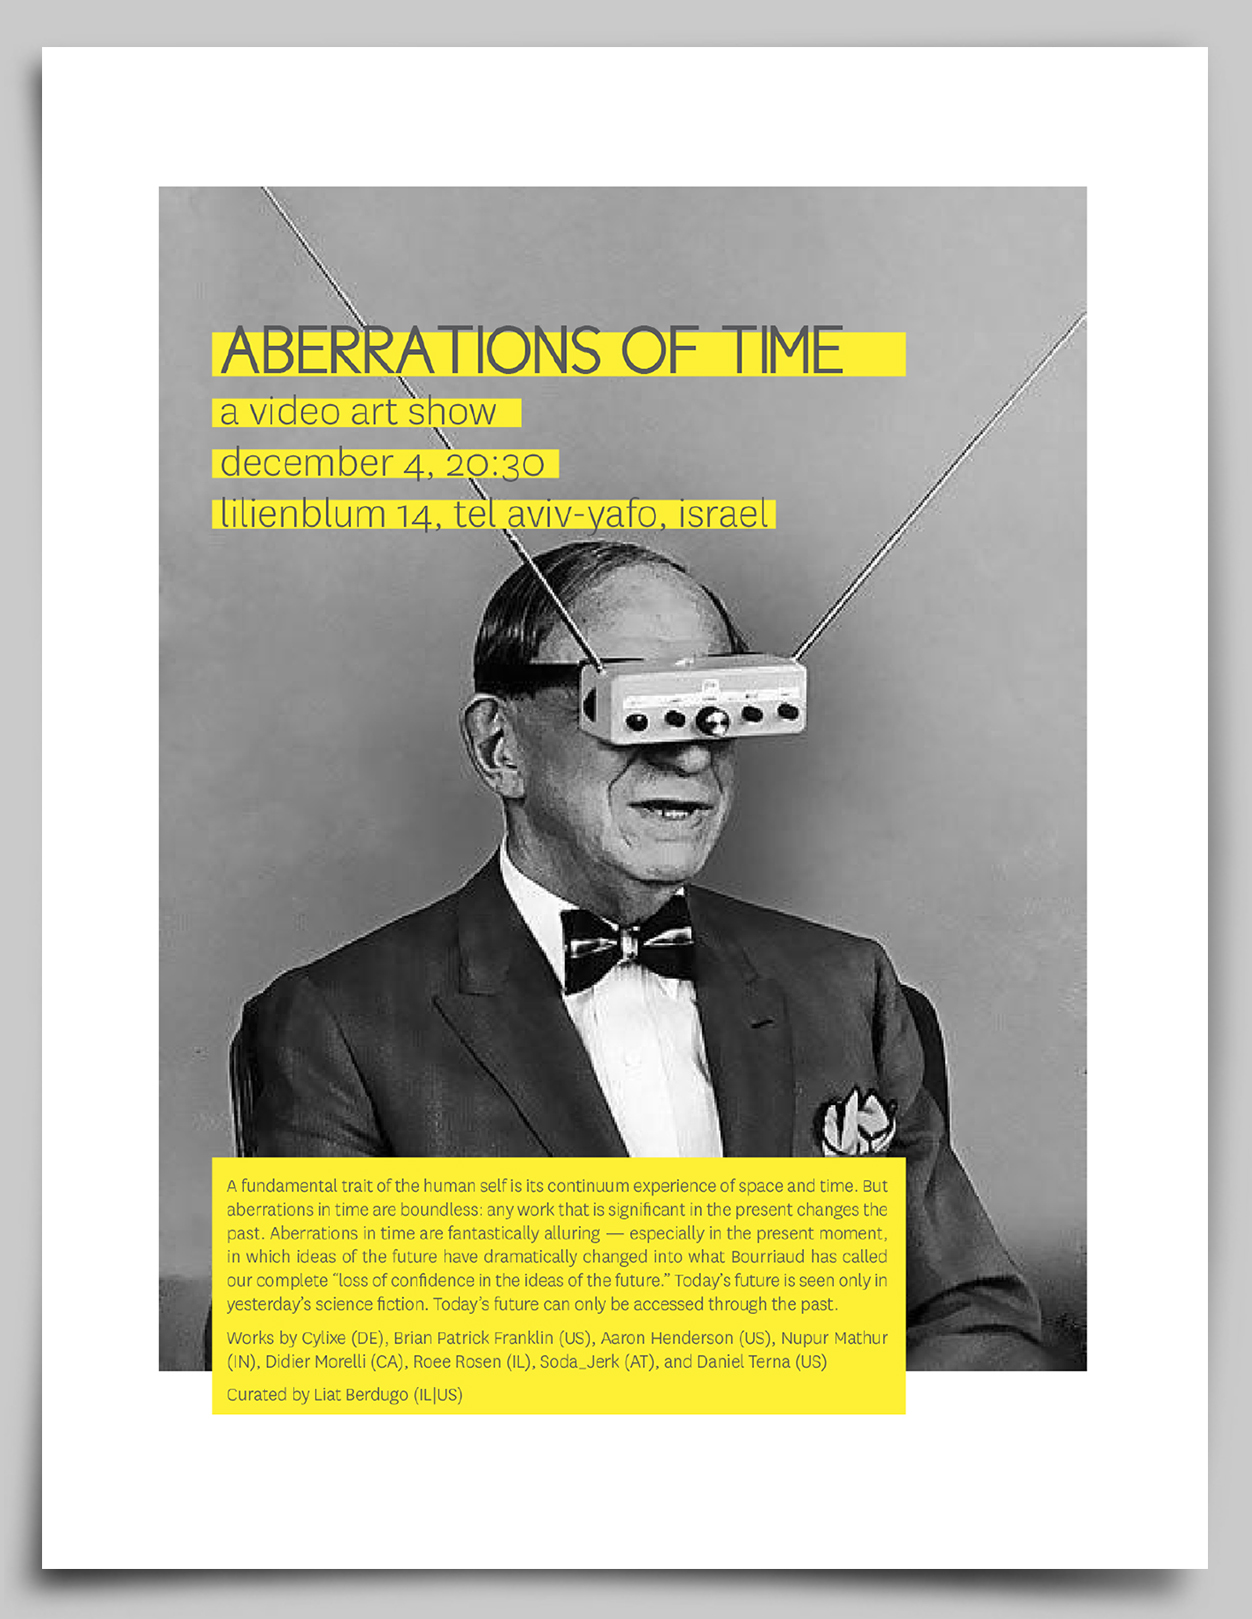 ABERRATIONS OF TIME
a video art show
december 4, 20:30
lilienblum 14, tel aviv-yafo, israel
A fundamental trait of the human self is its continuum experience of space and time. But
aberrations in time are boundless: any work that is significant in the present changes the
past. Aberrations in time are fantastically alluring — especially in the present moment,
in which ideas of the future have dramatically changed into what Bourriaud has called
our complete “loss of confidence in the ideas of the future.” Today’s future is seen only in
yesterday’s science fiction. Today’s future can only be accessed through the past.
Works by Cylixe (DE), Brian Patrick Franklin (US), Aaron Henderson (US), Nupur Mathur
(IN), Didier Morelli (CA), Roee Rosen (IL), Soda_Jerk (AT), and Daniel Terna (US)
Curated by Liat Berdugo (IL|US)